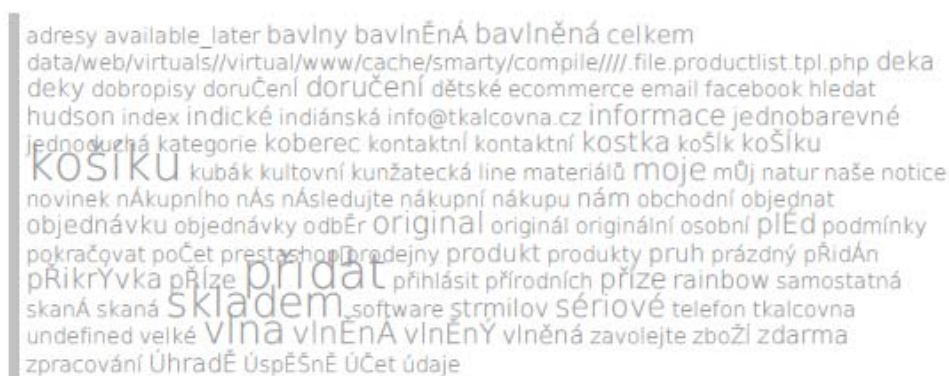 adresy available_later bavlny bavlnĚnÁ bavlněná celkem
data/web/virtuals//virtual/www/cache/smarty/compile////.file.productlist.tpl.php deka
deky dobropisy doruČenÍ doručení dětské ecommerce email facebook hledat
hudson index indické indiánská info@tkalcovna.cz informace jednobarevné
jednoduchá kategorie koberec kontaktní kontaktní kostka koŠÍk koŠÍku
košíku kubák kultovní kunžatecká line materiálů moje mŮj natur naše notice
novinek nÁkupního nÁs nÁsledujte nákupní nákupu nám obchodní objednat
objednávku objednávky odbĚr original originál originální osobní plÉd podmínky
pokračovat poČet prestashop prodejny produkt produkty pruh prázdný pŘidÁn
pŘikrÝvka pŘÍze přidat přihlásit přírodních příze rainbow samostatná
skanÁ skaná skladem software strmilov sériové telefon tkalcovna
undefined velké vlna vlnĚnÁ vlnĚnÝ vlněná zavolejte zboŽÍ zdarma
zpracování ÚhradĚ ÚspĚŠnĚ ÚČet údaje